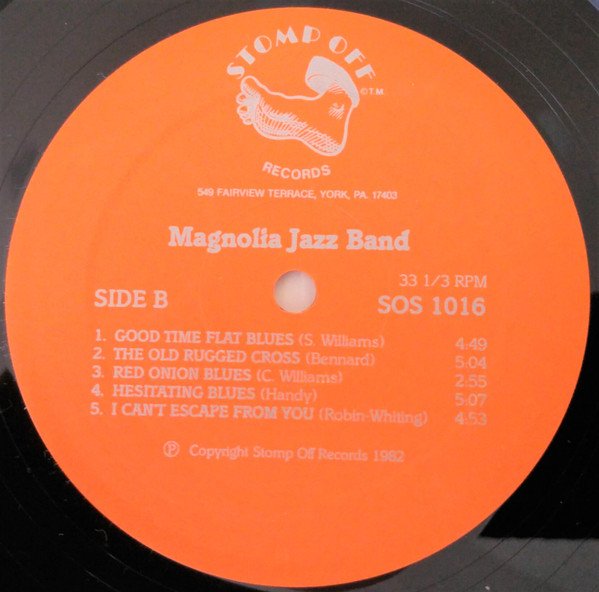 STOMP OFF
©T.M.
RECORDS
549 FAIRVIEW TERRACE, YORK, PA. 17403
Magnolia Jazz Band
33 1/3 RPM
SIDE B SOS 1016
1. GOOD TIME FLAT BLUES (S. Williams) 4:49
2. THE OLD RUGGED CROSS (Bennard) 5:04
3. RED ONION BLUES (C. Williams) 2:55
4. HESITATING BLUES (Handy) 5:07
5. I CAN'T ESCAPE FROM YOU (Robin-Whiting) 4:53
Ⓟ Copyright Stomp Off Records 1982